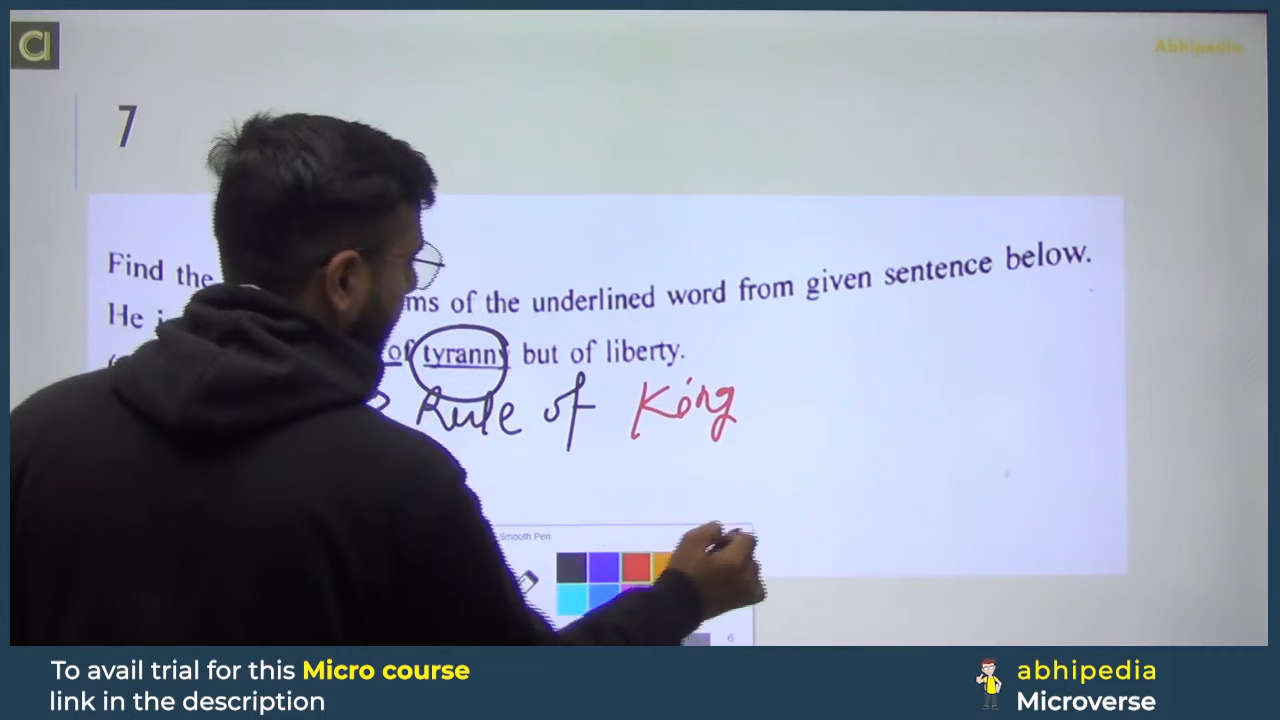 Abhipedia
7
Find the ms of the underlined word from given sentence below.
He of tyranny but of liberty.
Rule of King
Smooth Pen
6
To avail trial for this Micro course
link in the description
abhipedia
Microverse